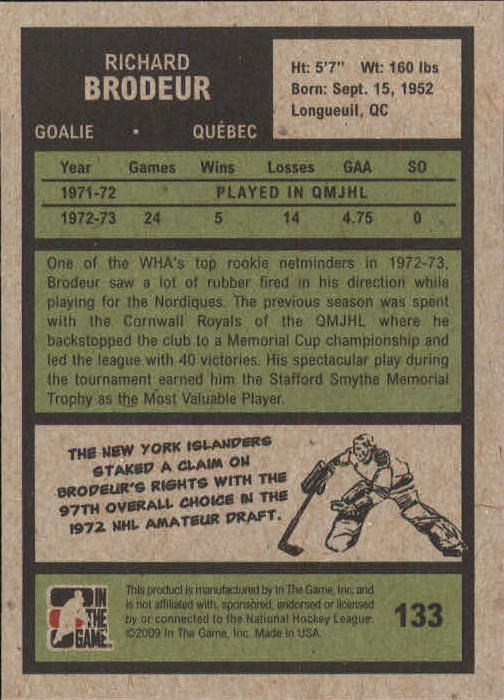 RICHARD
BRODEUR
GOALIE • QUÉBEC
Ht: 5'7" Wt: 160 lbs
Born: Sept. 15, 1952
Longueuil, QC
Year Games Wins Losses GAA SO
1971-72 PLAYED IN QMJHL
1972-73 24 5 14 4.75 0
One of the WHA's top rookie netminders in 1972-73,
Brodeur saw a lot of rubber fired in his direction while
playing for the Nordiques. The previous season was spent
with the Cornwall Royals of the QMJHL where he
backstopped the club to a Memorial Cup championship and
led the league with 40 victories. His spectacular play during
the tournament earned him the Stafford Smythe Memorial
Trophy as the Most Valuable Player.
THE NEW YORK ISLANDERS
STAKED A CLAIM ON
BRODEUR'S RIGHTS WITH THE
97TH OVERALL CHOICE IN THE
1972 NHL AMATEUR DRAFT.
IN
THE
GAME
This product is manufactured by In The Game, Inc. and
is not affiliated with, sponsored, endorsed or licensed
by or connected to the National Hockey League.
©2009 In The Game, Inc. Made in USA.
133